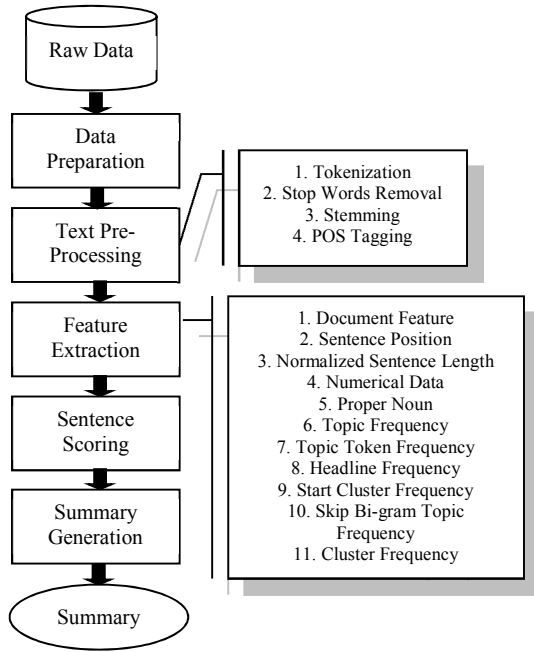 Raw Data
Data
Preparation
Text Pre-
Processing
1. Tokenization
2. Stop Words Removal
3. Stemming
4. POS Tagging
Feature
Extraction
1. Document Feature
2. Sentence Position
3. Normalized Sentence Length
4. Numerical Data
5. Proper Noun
6. Topic Frequency
7. Topic Token Frequency
8. Headline Frequency
9. Start Cluster Frequency
10. Skip Bi-gram Topic
Frequency
11. Cluster Frequency
Sentence
Scoring
Summary
Generation
Summary